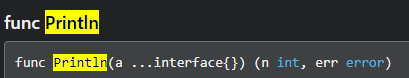 func Println
func Println(a ...interface{}) (n int, err error)